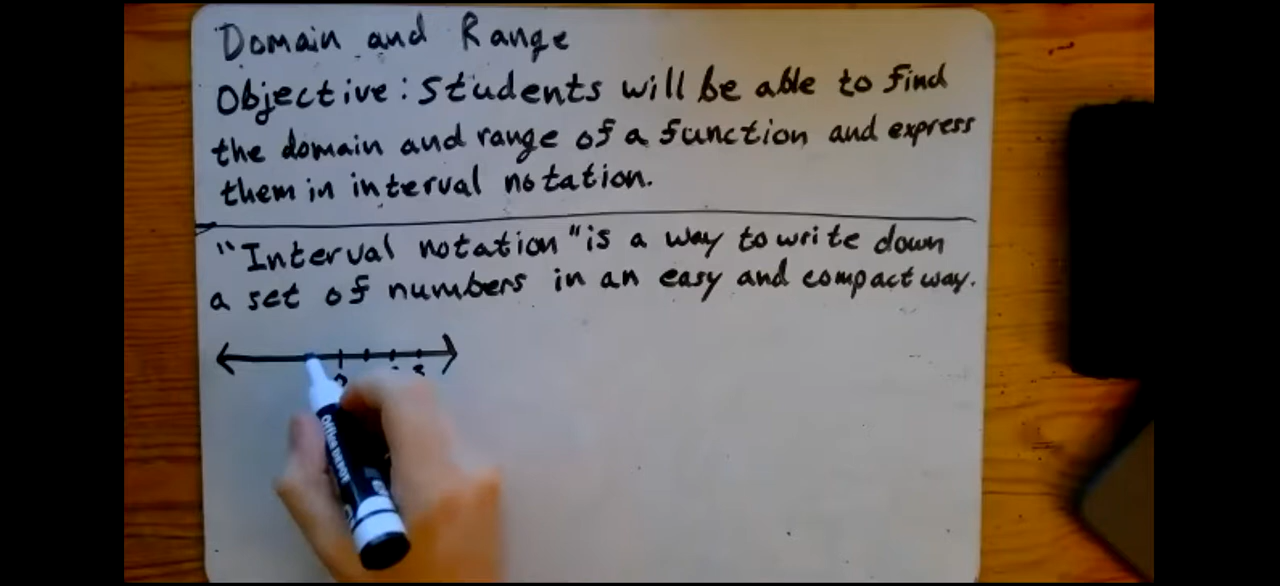 Domain and Range
Objective: Students will be able to find
the domain and range of a function and express
them in interval notation.
"Interval notation" is a way to write down
a set of numbers in an easy and compact way.
Office DEPOT